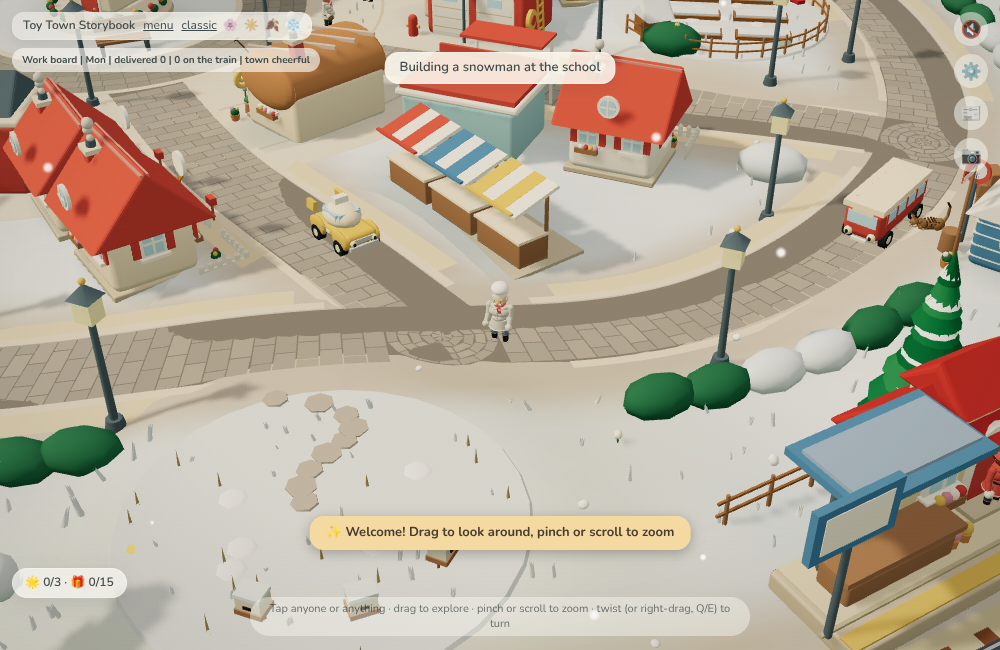 Toy Town Storybook menu classic
Work board | Mon | delivered 0 | 0 on the train | town cheerful
Building a snowman at the school
✨ Welcome! Drag to look around, pinch or scroll to zoom
🌟 0/3 · 🎁 0/15
Tap anyone or anything · drag to explore · pinch or scroll to zoom · twist (or right-drag, Q/E) to
turn